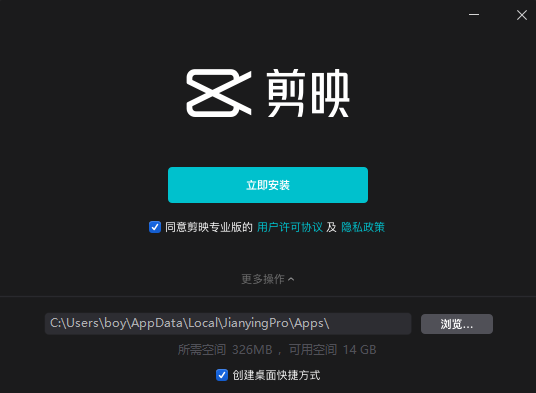 剪映
立即安装
同意剪映专业版的 用户许可协议 及 隐私政策
更多操作
C:\Users\boy\AppData\Local\JianyingPro\Apps\ 浏览...
所需空间 326MB ，可用空间 14 GB
创建桌面快捷方式